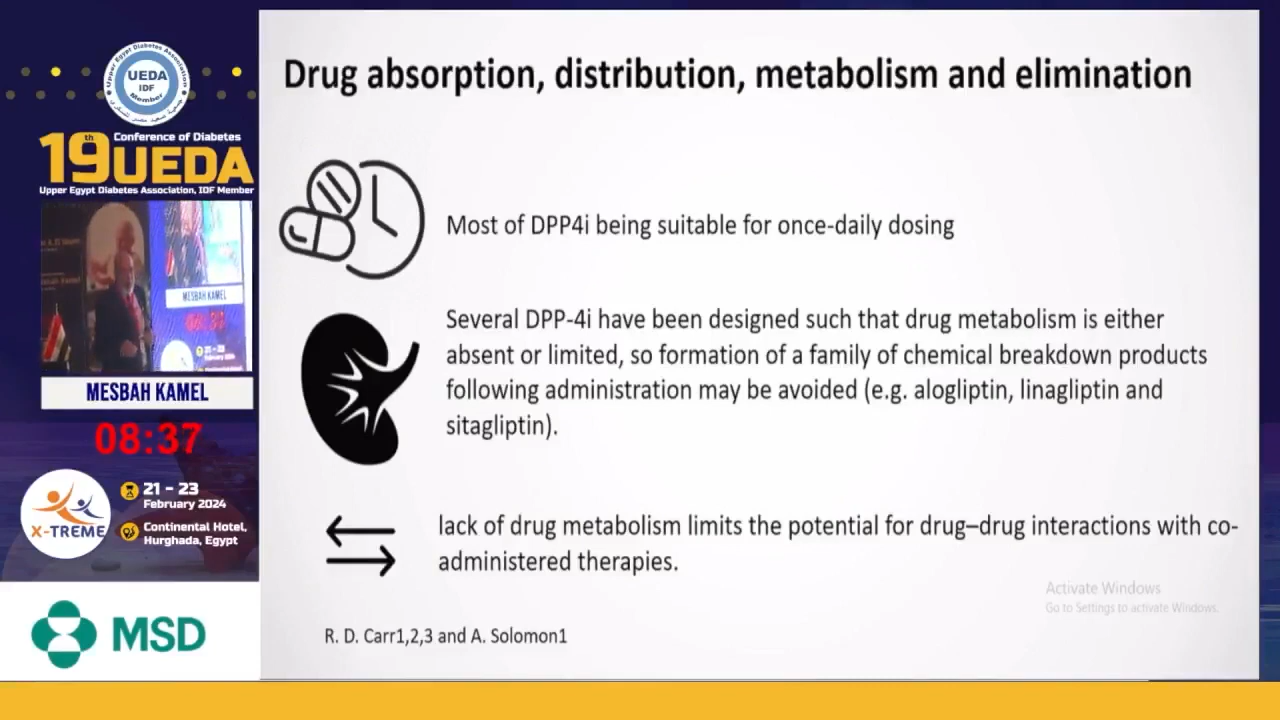 Upper Egypt Diabetes Association
UEDA
IDF
Member
Conference of Diabetes
19th UEDA
Upper Egypt Diabetes Association, IDF Member
MESBAH KAMEL
MESBAH KAMEL
08:37
X-TREME
21 - 23
February 2024
Continental Hotel,
Hurghada, Egypt
MSD
Drug absorption, distribution, metabolism and elimination
Most of DPP4i being suitable for once-daily dosing
Several DPP-4i have been designed such that drug metabolism is either
absent or limited, so formation of a family of chemical breakdown products
following administration may be avoided (e.g. alogliptin, linagliptin and
sitagliptin).
lack of drug metabolism limits the potential for drug–drug interactions with co-
administered therapies.
R. D. Carr1,2,3 and A. Solomon1
Activate Windows
Go to Settings to activate Windows.